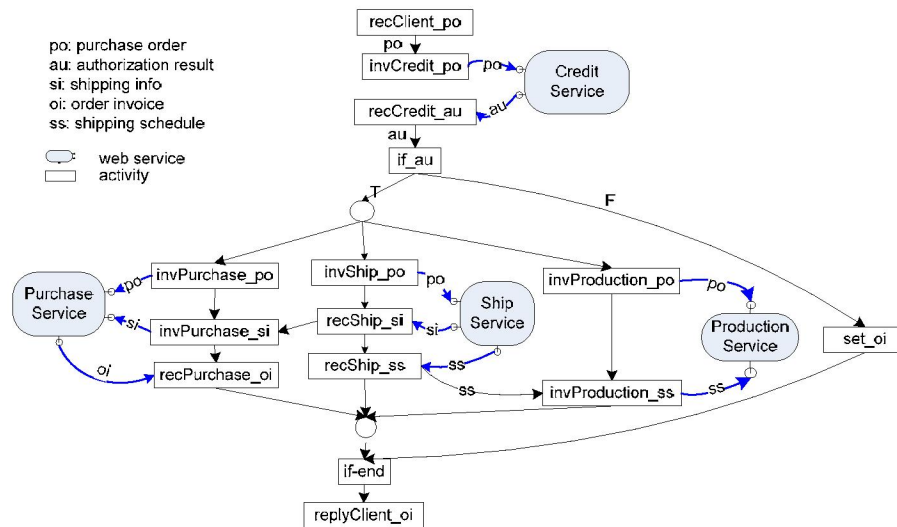 recClient_po
po: purchase order
au: authorization result
si: shipping info
oi: order invoice
ss: shipping schedule
web service
activity
po
invCredit_po
po
Credit
Service
recCredit_au
au
au
if_au
T
F
invPurchase_po
po
invShip_po
po
invProduction_po
po
Purchase
Service
si
invPurchase_si
recShip_si
si
Ship
Service
Production
Service
set_oi
oi
recPurchase_oi
recShip_ss
ss
ss
invProduction_ss
ss
if-end
replyClient_oi